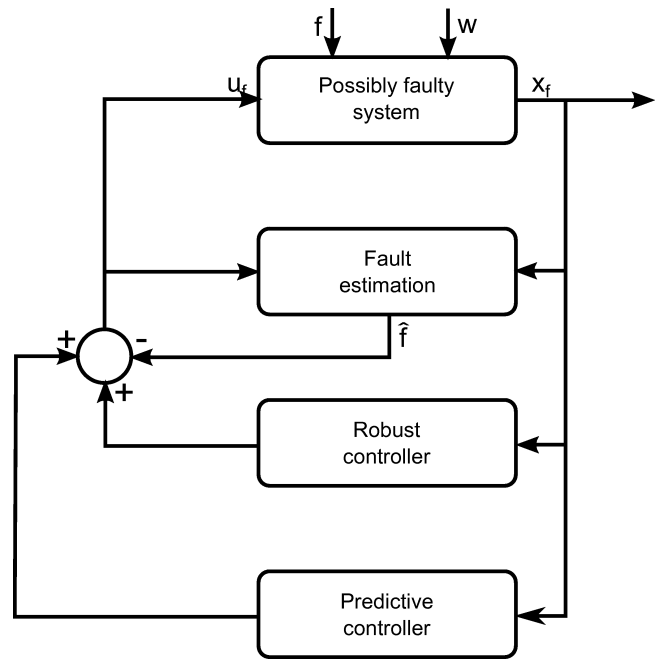 f
w
u_f
Possibly faulty
system
x_f
Fault
estimation
f̂
+
-
+
Robust
controller
Predictive
controller